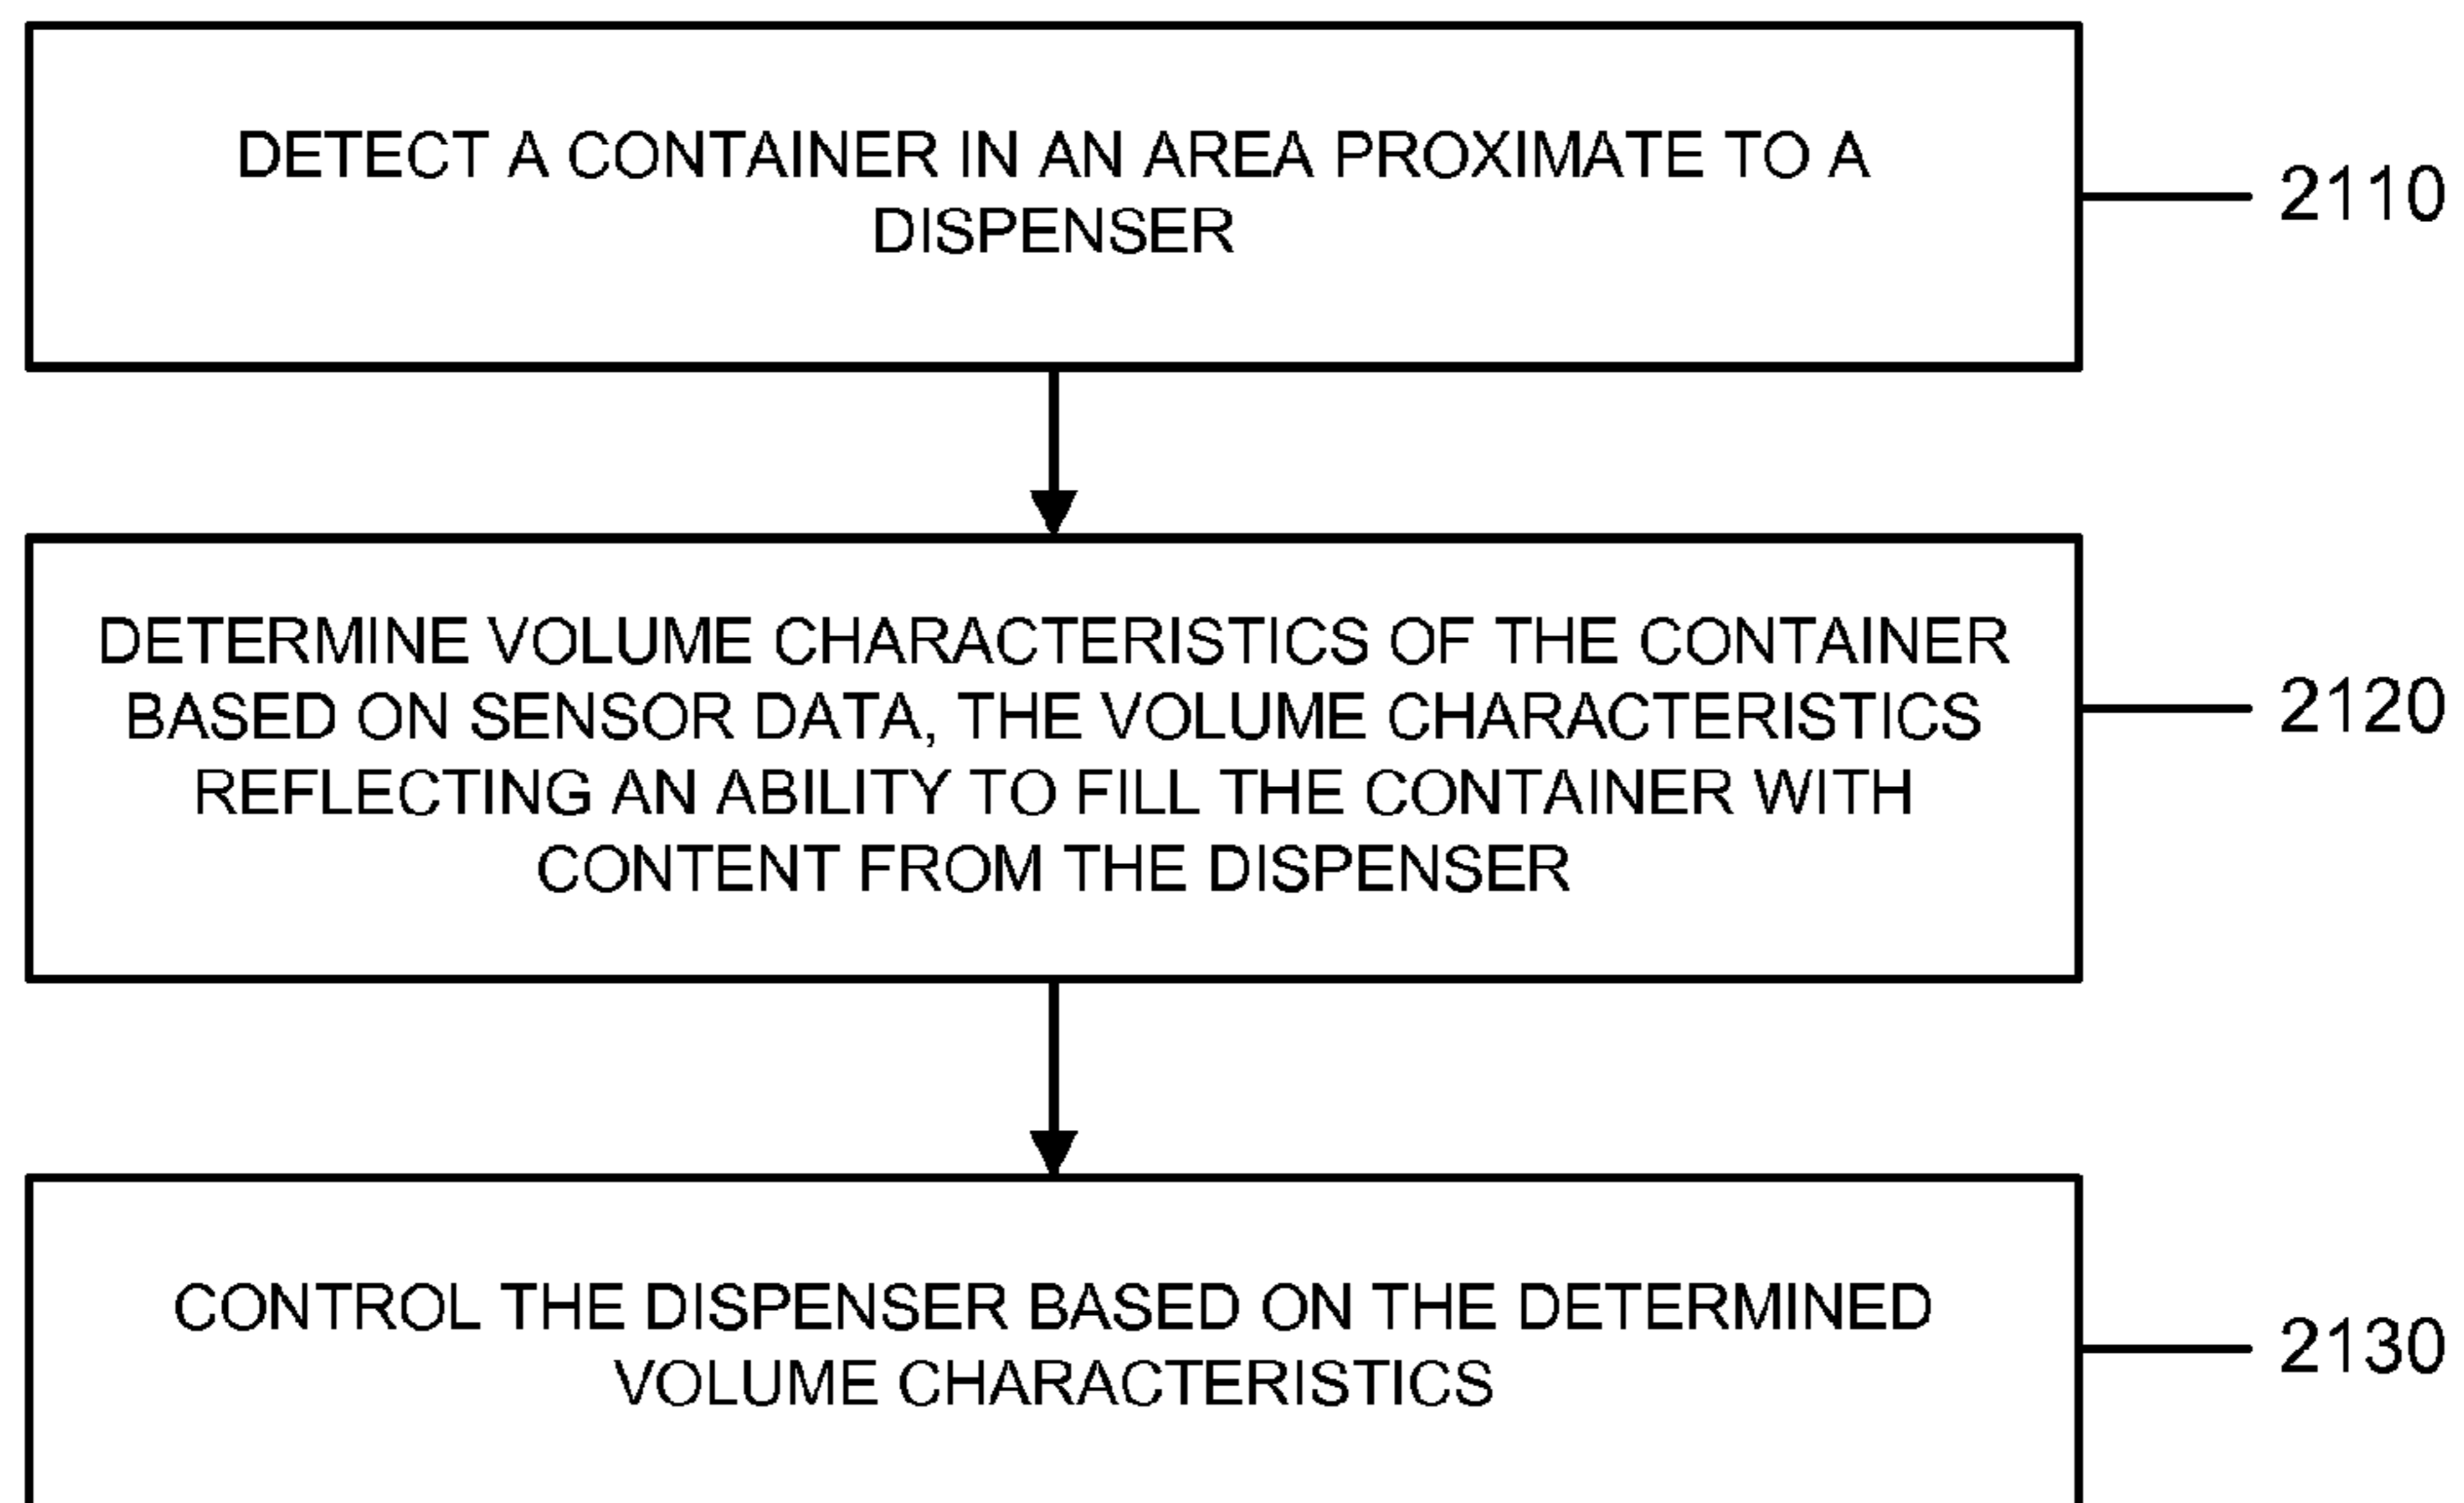 DETECT A CONTAINER IN AN AREA PROXIMATE TO A
DISPENSER
2110
DETERMINE VOLUME CHARACTERISTICS OF THE CONTAINER
BASED ON SENSOR DATA, THE VOLUME CHARACTERISTICS
REFLECTING AN ABILITY TO FILL THE CONTAINER WITH
CONTENT FROM THE DISPENSER
2120
CONTROL THE DISPENSER BASED ON THE DETERMINED
VOLUME CHARACTERISTICS
2130